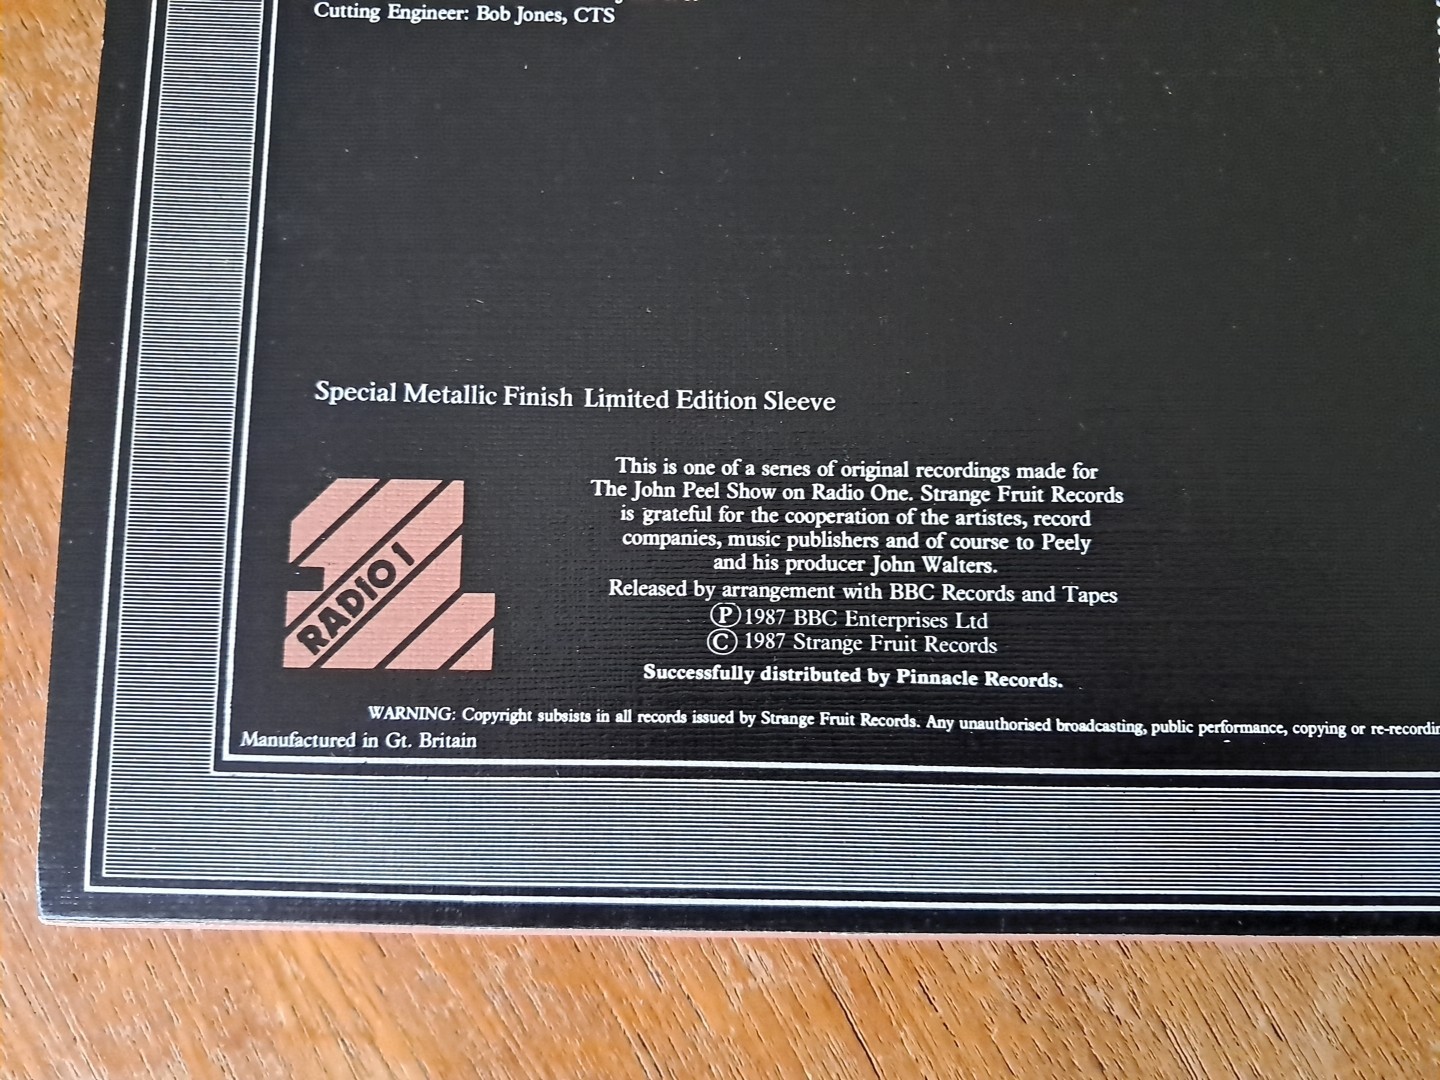 Cutting Engineer: Bob Jones, CTS
Special Metallic Finish Limited Edition Sleeve
This is one of a series of original recordings made for
The John Peel Show on Radio One. Strange Fruit Records
is grateful for the cooperation of the artistes, record
companies, music publishers and of course to Peely
and his producer John Walters.
Released by arrangement with BBC Records and Tapes
Ⓟ 1987 BBC Enterprises Ltd
© 1987 Strange Fruit Records
Successfully distributed by Pinnacle Records.
RADIO 1
WARNING: Copyright subsists in all records issued by Strange Fruit Records. Any unauthorised broadcasting, public performance, copying or re-recordin
Manufactured in Gt. Britain